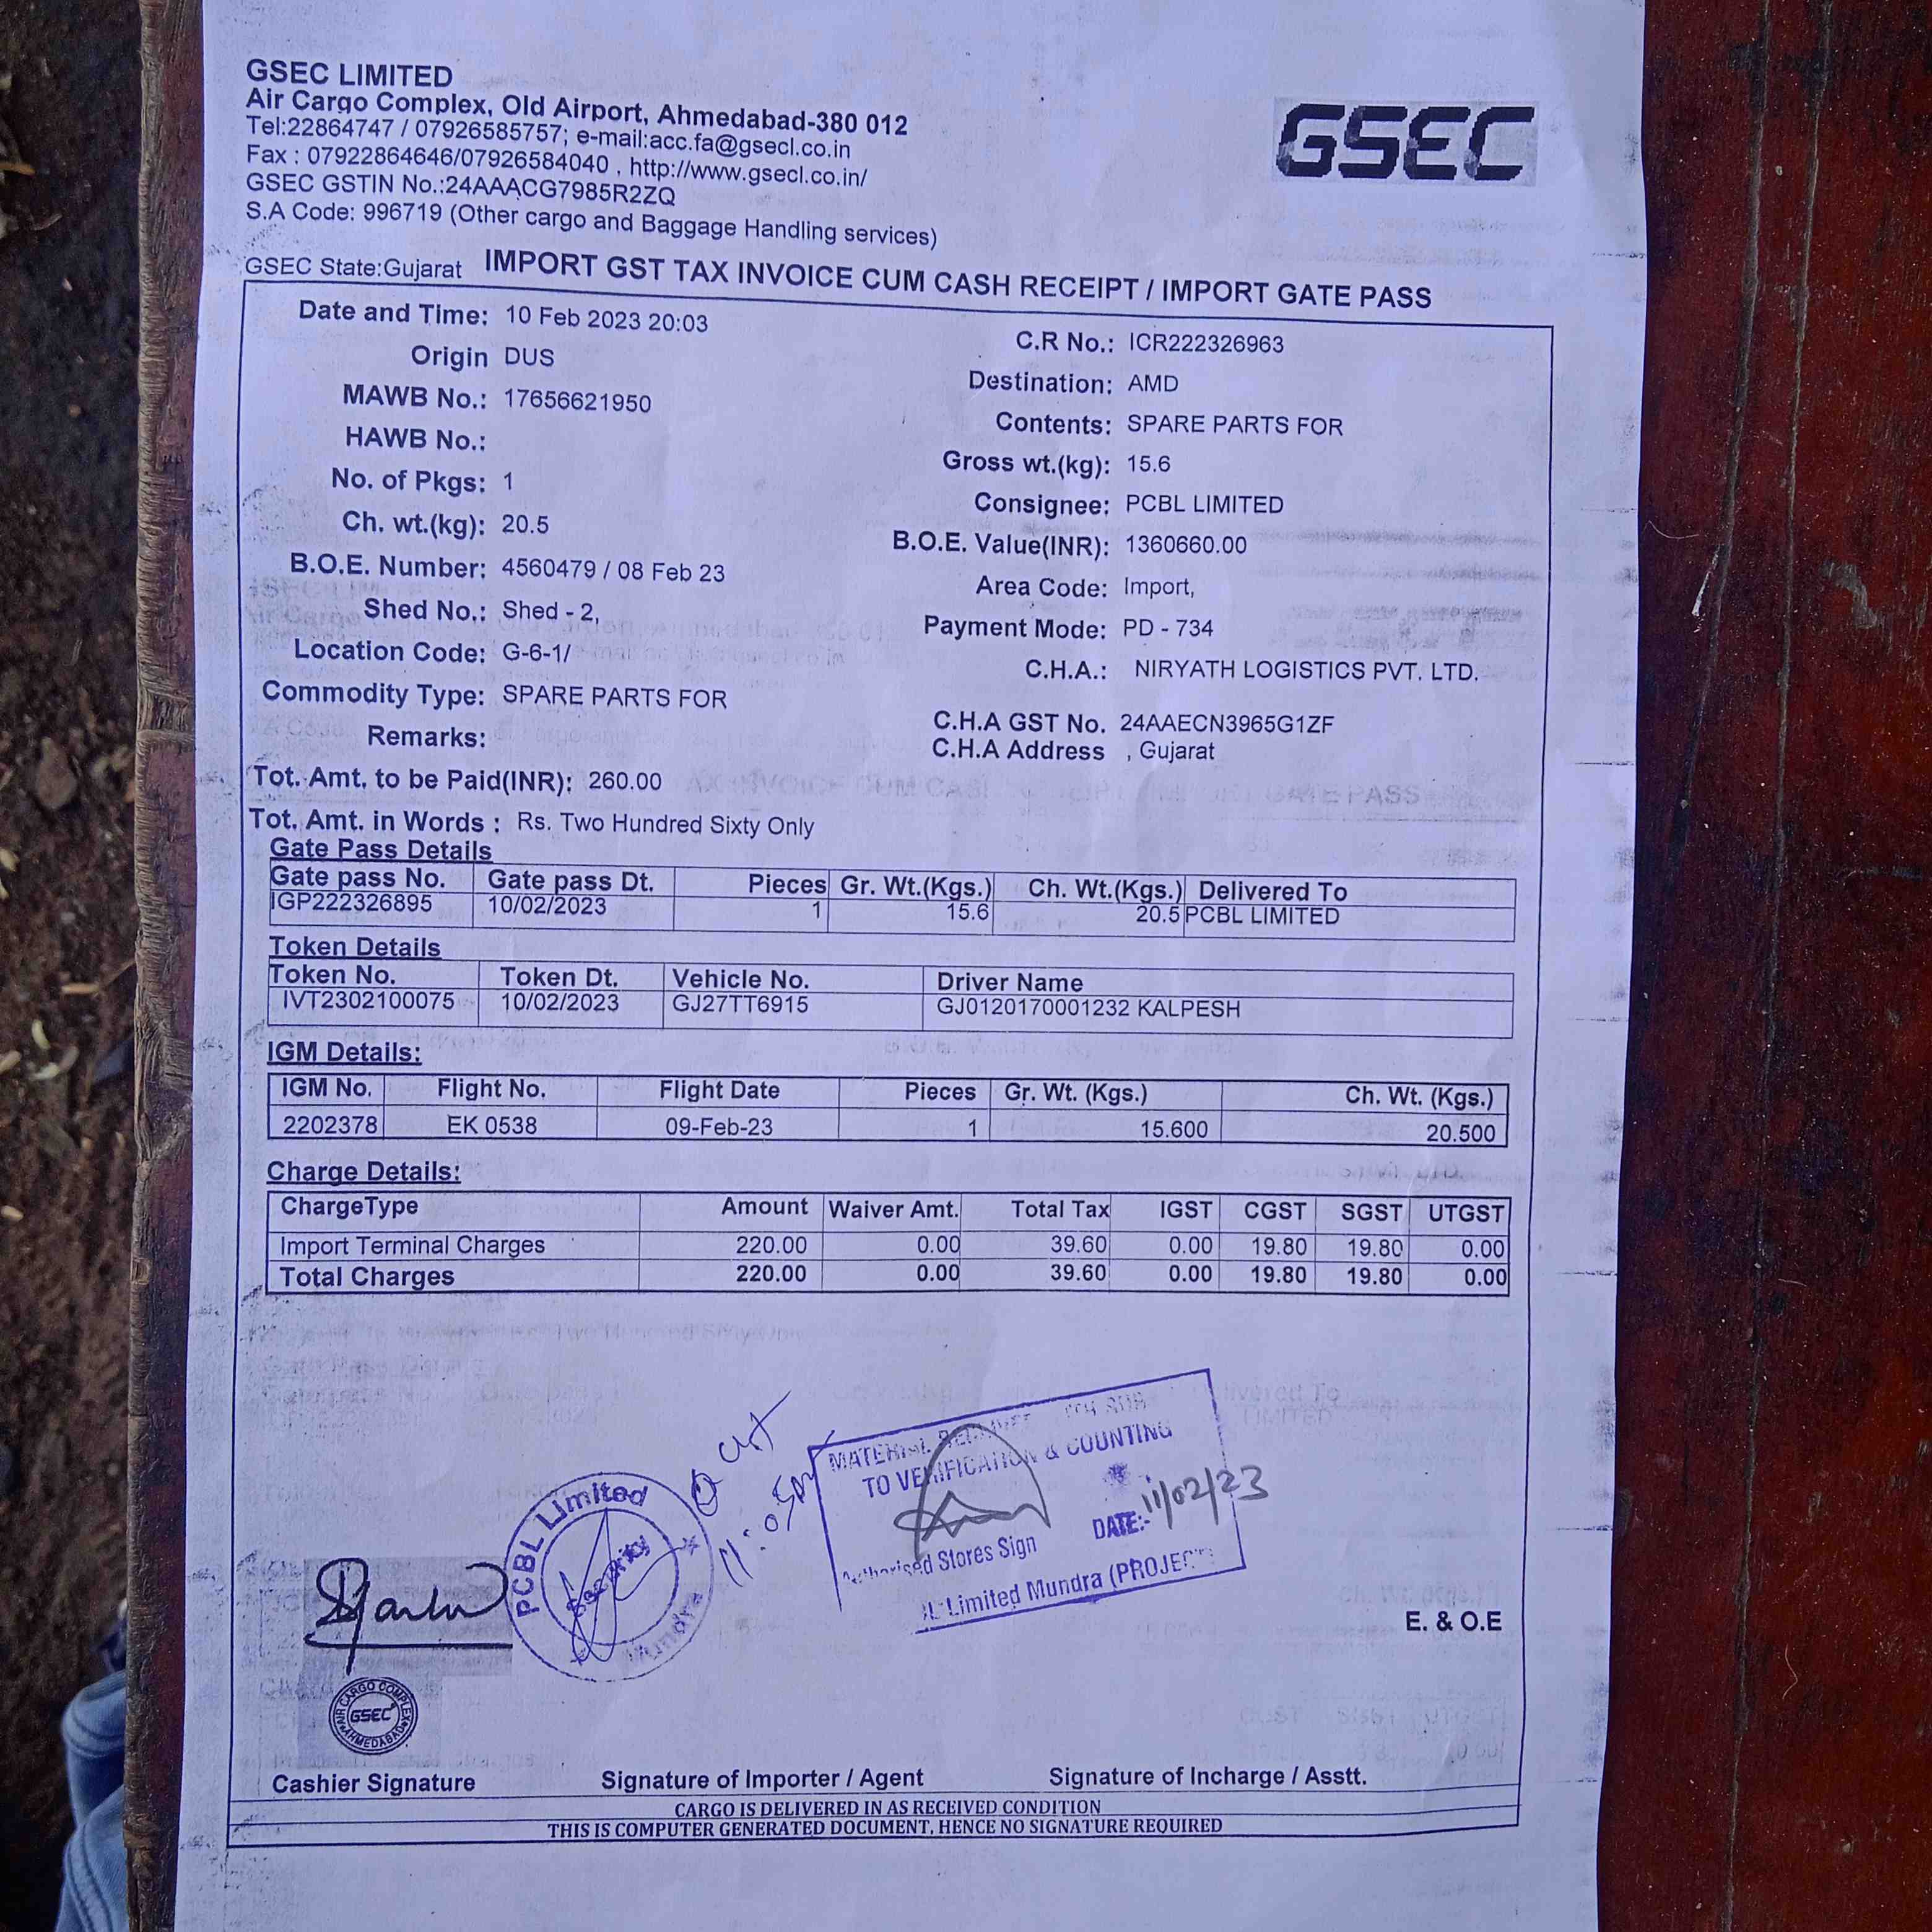 GSEC LIMITED
Air Cargo Complex, Old Airport, Ahmedabad-380 012
Tel:22864747 / 07926585757; e-mail:acc.fa@gsecl.co.in
Fax : 07922864646/07926584040 , http://www.gsecl.co.in/
GSEC GSTIN No.:24AAACG7985R2ZQ
S.A Code: 996719 (Other cargo and Baggage Handling services)
GSEC
GSEC State:Gujarat IMPORT GST TAX INVOICE CUM CASH RECEIPT / IMPORT GATE PASS
Date and Time: 10 Feb 2023 20:03 C.R No.: ICR222326963
Origin DUS Destination: AMD
MAWB No.: 17656621950 Contents: SPARE PARTS FOR
HAWB No.: Gross wt.(kg): 15.6
No. of Pkgs: 1 Consignee: PCBL LIMITED
Ch. wt.(kg): 20.5 B.O.E. Value(INR): 1360660.00
B.O.E. Number: 4560479 / 08 Feb 23 Area Code: Import,
Shed No.: Shed - 2, Payment Mode: PD - 734
Location Code: G-6-1/ C.H.A.: NIRYATH LOGISTICS PVT. LTD.
Commodity Type: SPARE PARTS FOR C.H.A GST No. 24AAECN3965G1ZF
Remarks: C.H.A Address , Gujarat
Tot. Amt. to be Paid(INR): 260.00
Tot. Amt. in Words : Rs. Two Hundred Sixty Only
Gate Pass Details
Gate pass No. Gate pass Dt. Pieces Gr. Wt.(Kgs.) Ch. Wt.(Kgs.) Delivered To
IGP222326895 10/02/2023 1 15.6 20.5 PCBL LIMITED
Token Details
Token No. Token Dt. Vehicle No. Driver Name
IVT2302100075 10/02/2023 GJ27TT6915 GJ0120170001232 KALPESH
IGM Details:
IGM No. Flight No. Flight Date Pieces Gr. Wt. (Kgs.) Ch. Wt. (Kgs.)
2202378 EK 0538 09-Feb-23 1 15.600 20.500
Charge Details:
ChargeType Amount Waiver Amt. Total Tax IGST CGST SGST UTGST
Import Terminal Charges 220.00 0.00 39.60 0.00 19.80 19.80 0.00
Total Charges 220.00 0.00 39.60 0.00 19.80 19.80 0.00
out
PCBL Limited
Security
Mundra
MATERIAL
TO VERIFICATION & COUNTING
DATE:- 11/02/23
Authorised Stores Sign
Limited Mundra (PROJECT
E. & O.E
AIR CARGO COMPLEX
GSEC
AHMEDABAD
Cashier Signature Signature of Importer / Agent Signature of Incharge / Asstt.
CARGO IS DELIVERED IN AS RECEIVED CONDITION
THIS IS COMPUTER GENERATED DOCUMENT, HENCE NO SIGNATURE REQUIRED